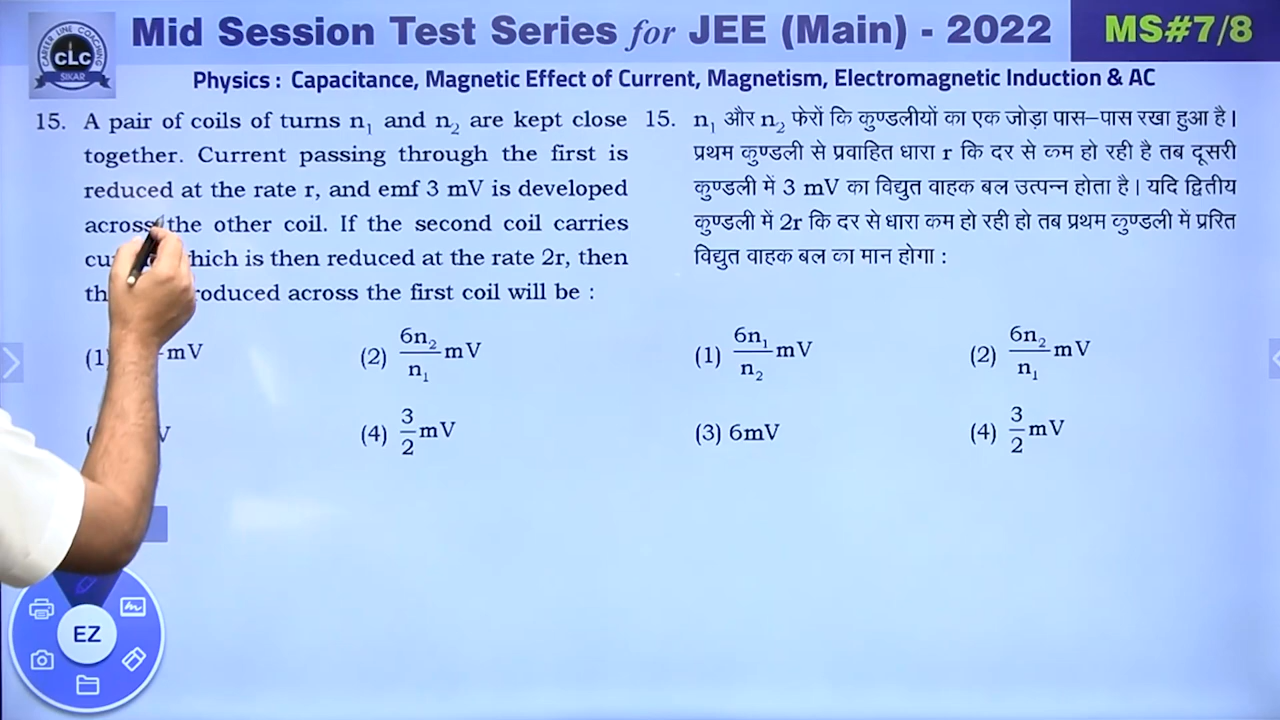 Mid Session Test Series for JEE (Main) - 2022
MS#7/8
CAREER LINE COACHING
CLC
SIKAR
Physics : Capacitance, Magnetic Effect of Current, Magnetism, Electromagnetic Induction & AC
15. A pair of coils of turns n₁ and n₂ are kept close
together. Current passing through the first is
reduced at the rate r, and emf 3 mV is developed
across the other coil. If the second coil carries
which is then reduced at the rate 2r, then
produced across the first coil will be :
(1) mV
(2) 6n₂/n₁ mV
(4) 3/2 mV
15. n₁ और n₂ फेरों कि कुण्डलीयों का एक जोड़ा पास–पास रखा हुआ है।
प्रथम कुण्डली से प्रवाहित धारा r कि दर से कम हो रही है तब दूसरी
कुण्डली में 3 mV का विद्युत वाहक बल उत्पन्न होता है। यदि द्वितीय
कुण्डली में 2r कि दर से धारा कम हो रही हो तब प्रथम कुण्डली में प्ररित
विद्युत वाहक बल का मान होगा :
(1) 6n₁/n₂ mV
(2) 6n₂/n₁ mV
(3) 6mV
(4) 3/2 mV
EZ